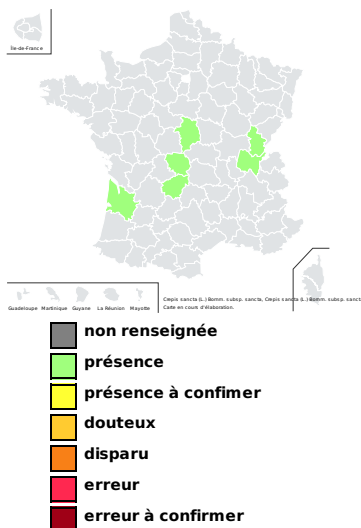 Île-de-France
Guadeloupe Martinique Guyane La Réunion Mayotte
Crepis sancta (L.) Bornm. subsp. sancta, Crepis sancta (L.) Bornm. subsp. sanct
Carte en cours d'élaboration.
non renseignée
présence
présence à confimer
douteux
disparu
erreur
erreur à confirmer